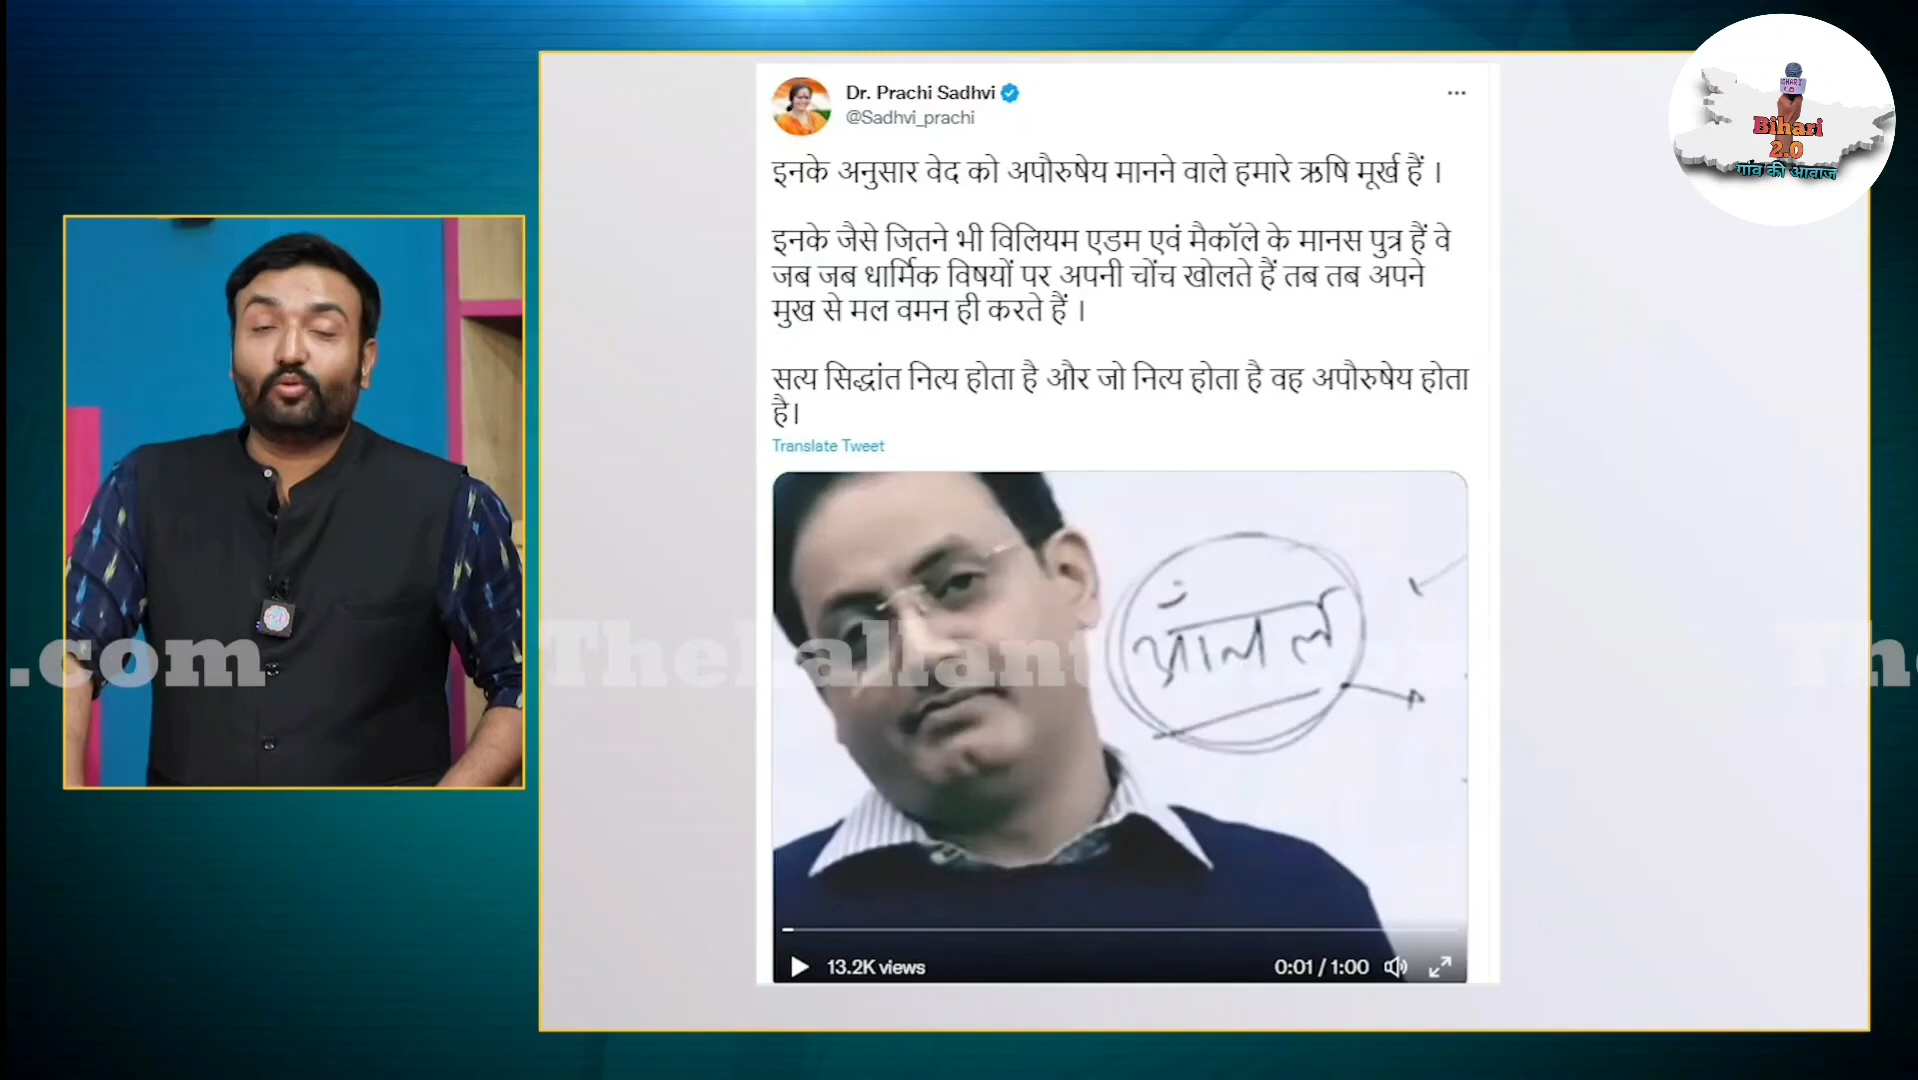 Dr. Prachi Sadhvi
@Sadhvi_prachi
इनके अनुसार वेद को अपौरुषेय मानने वाले हमारे ऋषि मूर्ख हैं ।
इनके जैसे जितने भी विलियम एडम एवं मैकॉले के मानस पुत्र हैं वे
जब जब धार्मिक विषयों पर अपनी चोंच खोलते हैं तब तब अपने
मुख से मल वमन ही करते हैं ।
सत्य सिद्धांत नित्य होता है और जो नित्य होता है वह अपौरुषेय होता
है।
Translate Tweet
13.2K views
0:01 / 1:00
Bihari
2.0
गांव की आवाज
.com